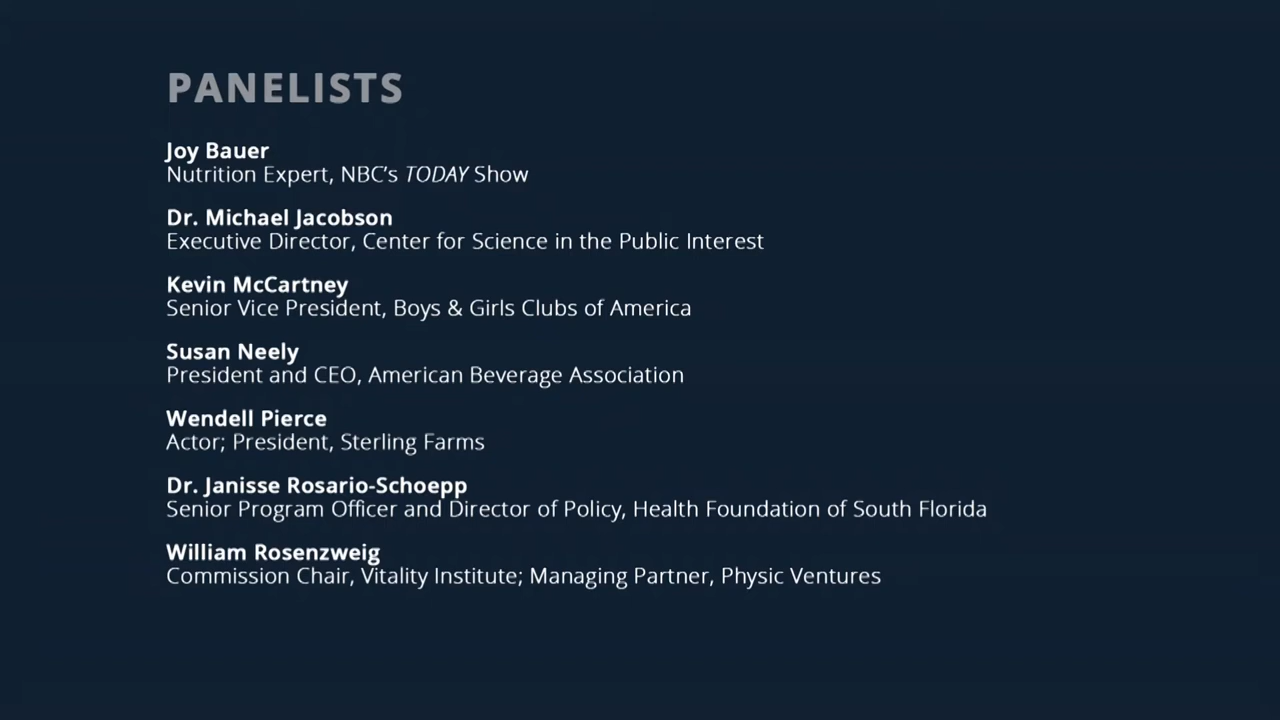 PANELISTS
Joy Bauer
Nutrition Expert, NBC’s TODAY Show
Dr. Michael Jacobson
Executive Director, Center for Science in the Public Interest
Kevin McCartney
Senior Vice President, Boys & Girls Clubs of America
Susan Neely
President and CEO, American Beverage Association
Wendell Pierce
Actor; President, Sterling Farms
Dr. Janisse Rosario-Schoepp
Senior Program Officer and Director of Policy, Health Foundation of South Florida
William Rosenzweig
Commission Chair, Vitality Institute; Managing Partner, Physic Ventures